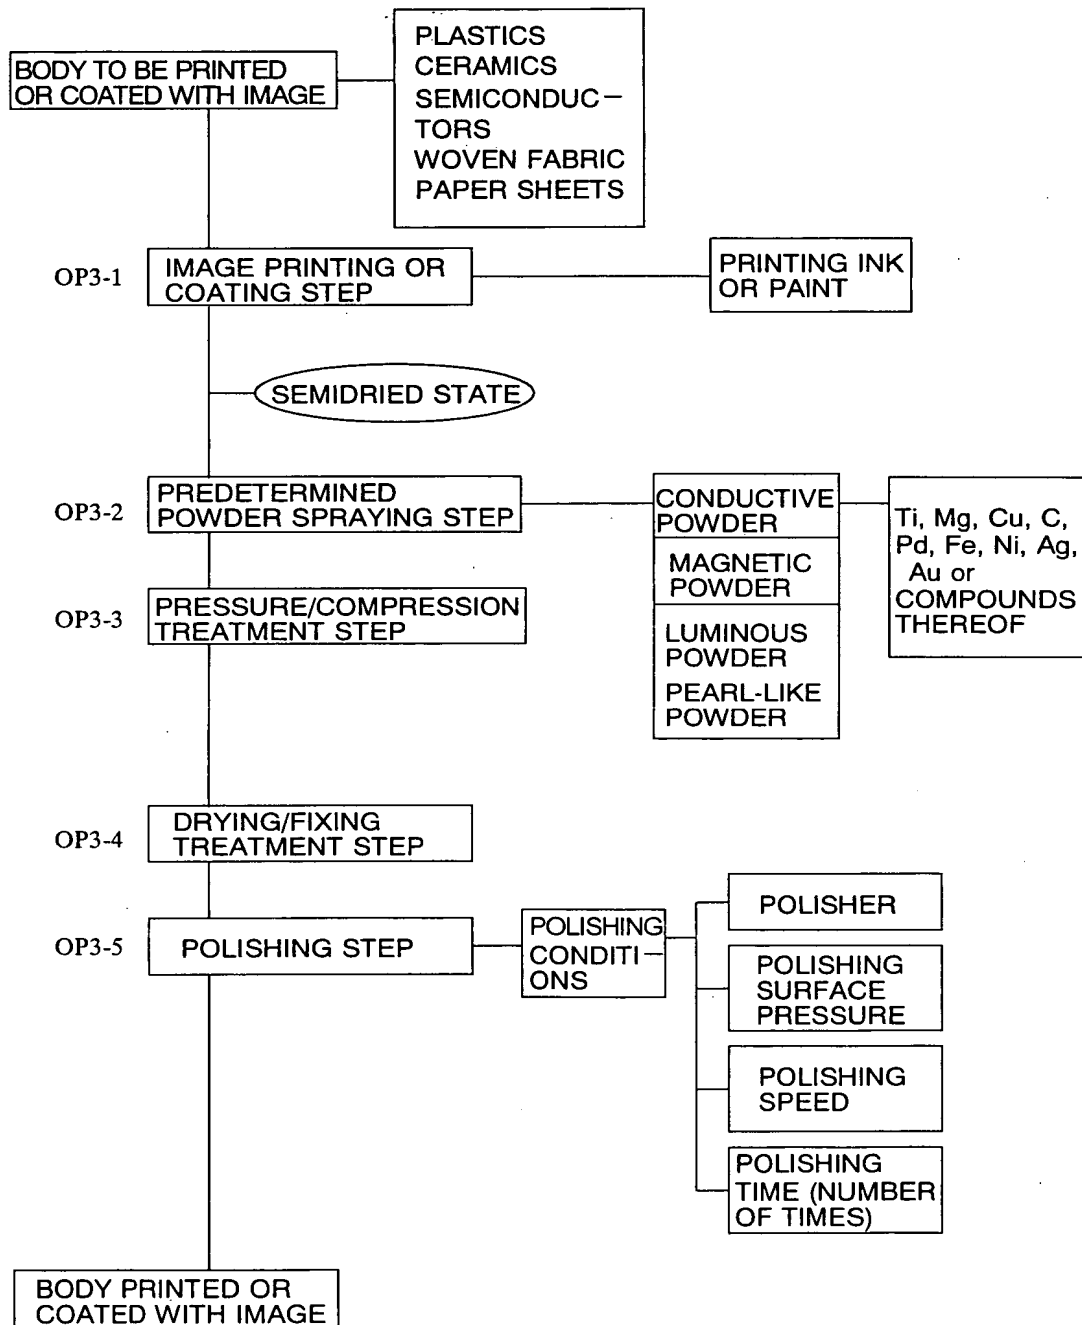 BODY TO BE PRINTED
OR COATED WITH IMAGE
PLASTICS
CERAMICS
SEMICONDUC-
TORS
WOVEN FABRIC
PAPER SHEETS
OP3-1
IMAGE PRINTING OR
COATING STEP
PRINTING INK
OR PAINT
SEMIDRIED STATE
OP3-2
PREDETERMINED
POWDER SPRAYING STEP
CONDUCTIVE
POWDER
MAGNETIC
POWDER
LUMINOUS
POWDER
PEARL-LIKE
POWDER
Ti, Mg, Cu, C,
Pd, Fe, Ni, Ag,
Au or
COMPOUNDS
THEREOF
OP3-3
PRESSURE/COMPRESSION
TREATMENT STEP
OP3-4
DRYING/FIXING
TREATMENT STEP
OP3-5
POLISHING STEP
POLISHING
CONDITI-
ONS
POLISHER
POLISHING
SURFACE
PRESSURE
POLISHING
SPEED
POLISHING
TIME (NUMBER
OF TIMES)
BODY PRINTED OR
COATED WITH IMAGE